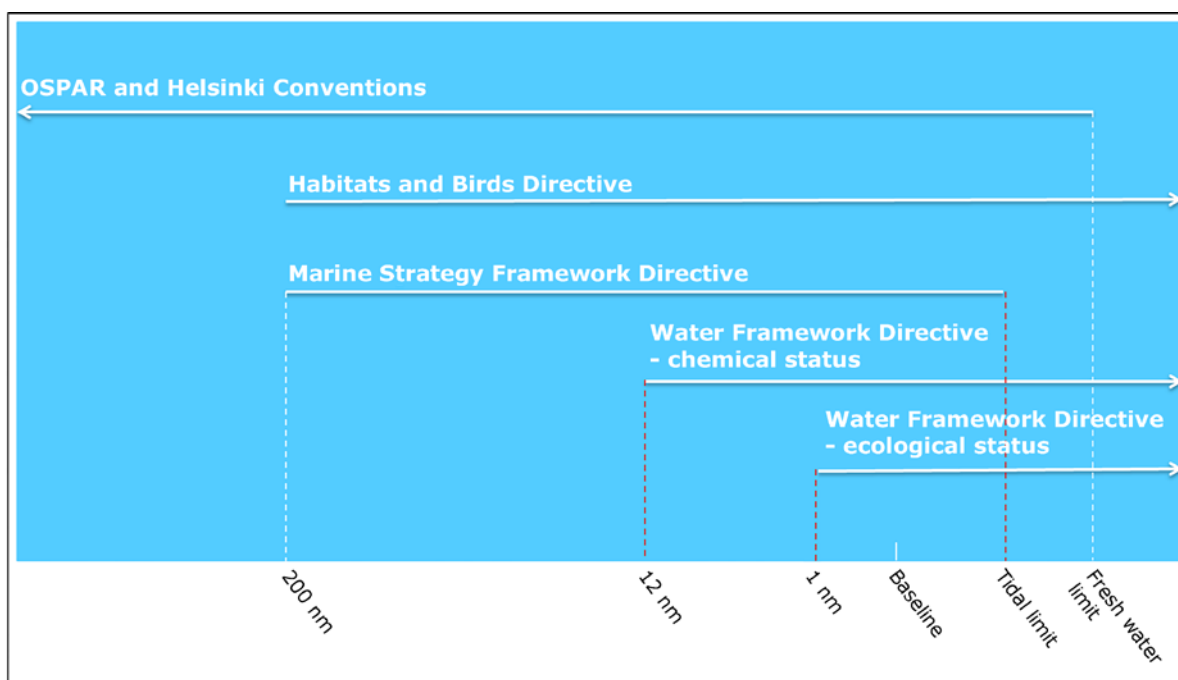 OSPAR and Helsinki Conventions
Habitats and Birds Directive
Marine Strategy Framework Directive
Water Framework Directive
- chemical status
Water Framework Directive
- ecological status
200 nm
12 nm
1 nm
Baseline
Tidal limit
Fresh water
limit